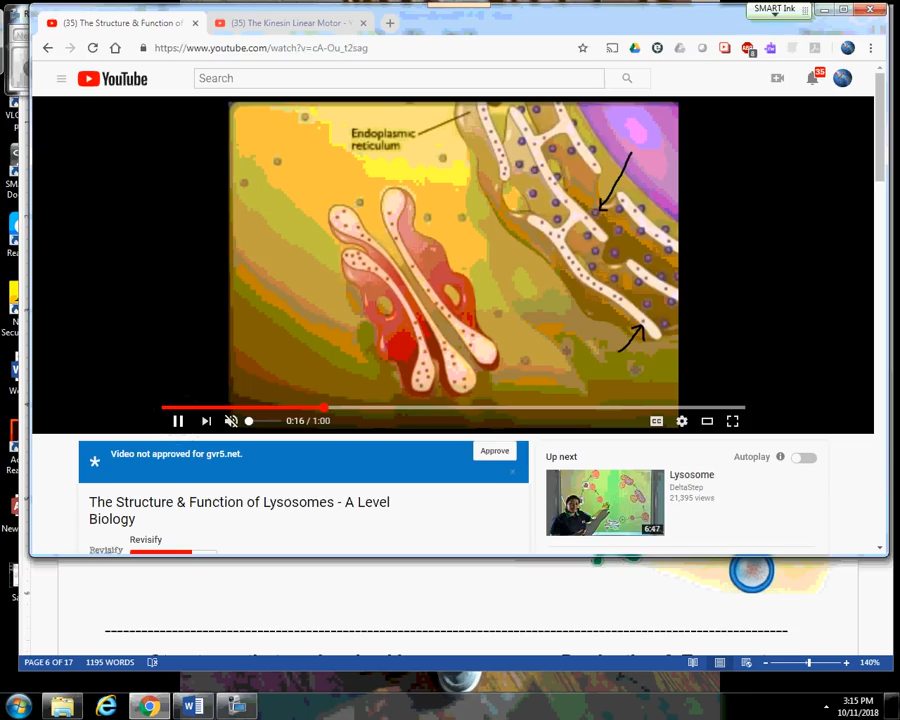 SMART Ink
(35) The Structure & Function of
(35) The Kinesin Linear Motor -
https://www.youtube.com/watch?v=cA-Ou_t2sag
YouTube
Search
35
Endoplasmic
reticulum
0:16 / 1:00
CC
Video not approved for gvr5.net.
Approve
The Structure & Function of Lysosomes - A Level
Biology
Revisify
Revisify
Up next
Autoplay
Lysosome
DeltaStep
21,395 views
6:47
PAGE 6 OF 17
1195 WORDS
140%
3:15 PM
10/11/2018